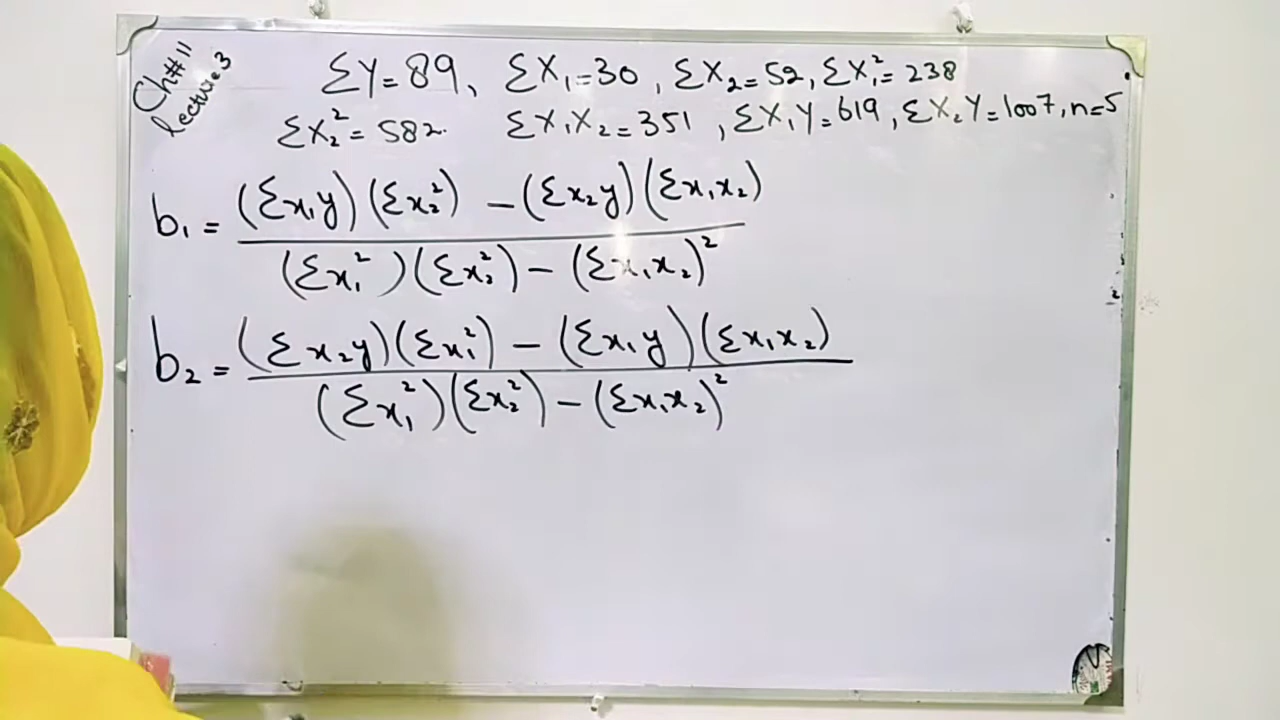 Ch#11
Lecture 3
ΣY=89, ΣX₁=30, ΣX₂=52, ΣX₁²=238
ΣX₂²=582. ΣX₁X₂=351, ΣX₁Y=619, ΣX₂Y=1007, n=5
b₁ = (Σx₁y)(Σx₂²) − (Σx₂y)(Σx₁x₂)
(Σx₁²)(Σx₂²) − (Σx₁x₂)²
b₂ = (Σx₂y)(Σx₁²) − (Σx₁y)(Σx₁x₂)
(Σx₁²)(Σx₂²) − (Σx₁x₂)²